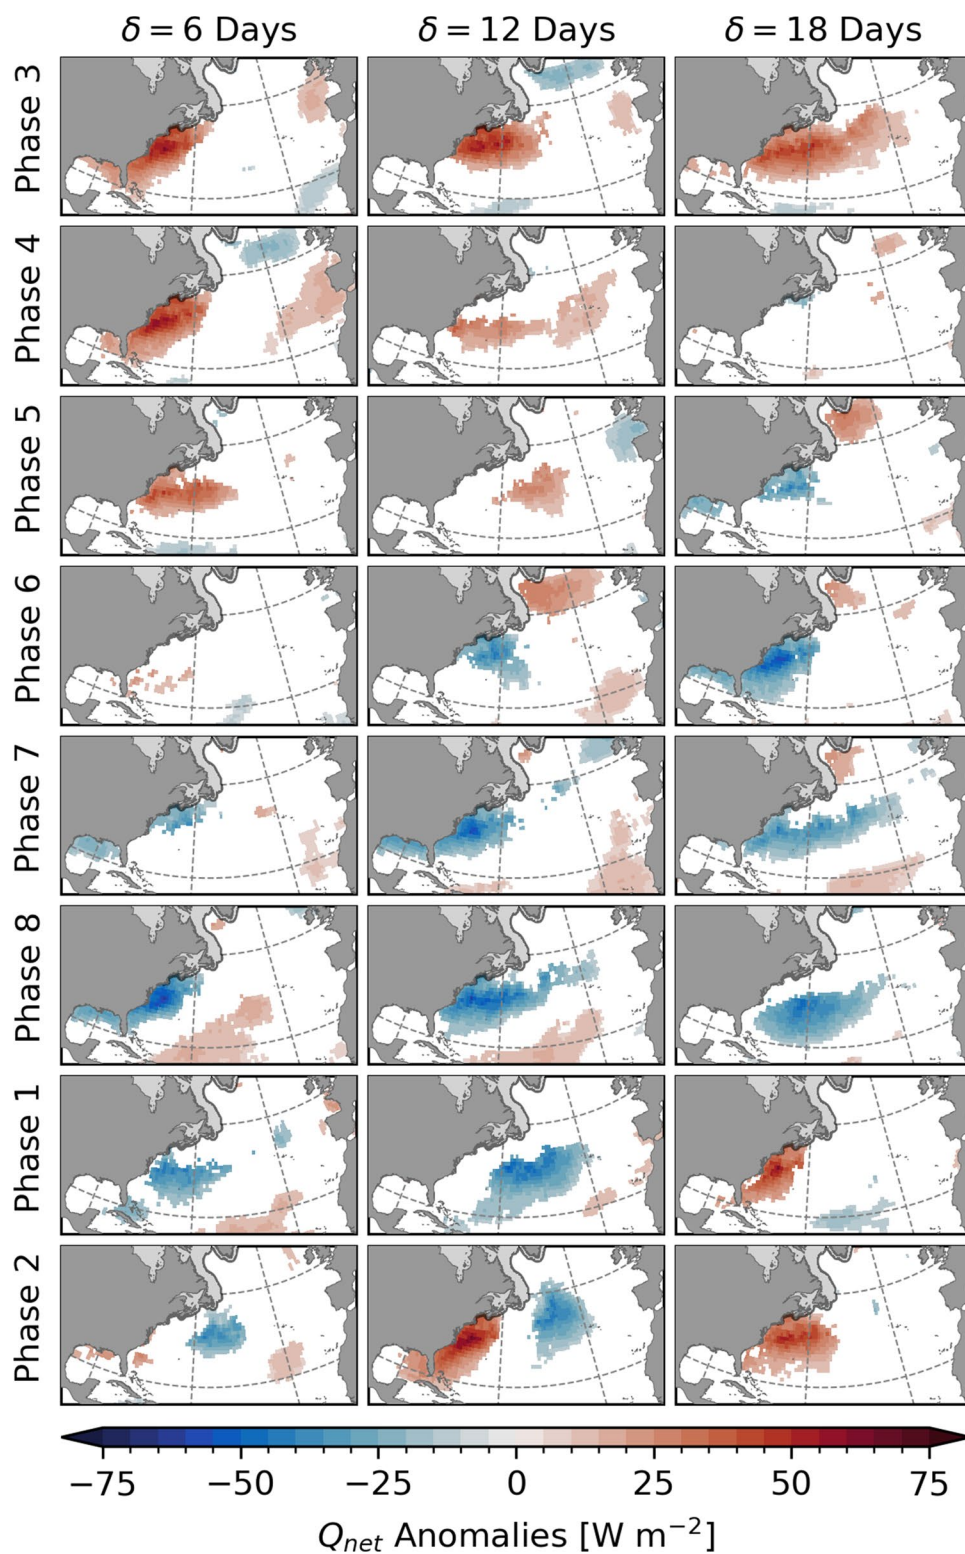 δ = 6 Days δ = 12 Days δ = 18 Days
Phase 3
Phase 4
Phase 5
Phase 6
Phase 7
Phase 8
Phase 1
Phase 2
−75 −50 −25 0 25 50 75
Qnet Anomalies [W m⁻²]